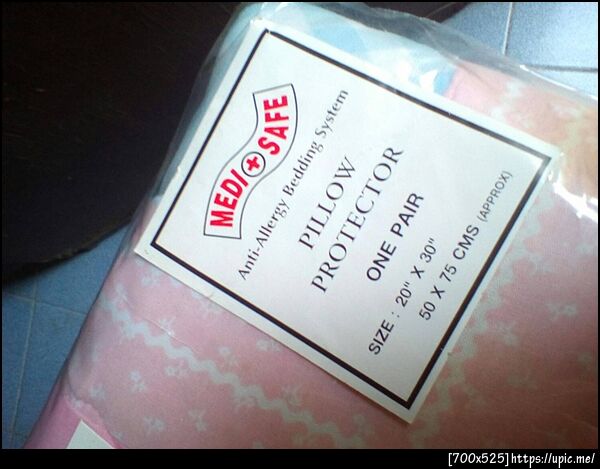 MEDI + SAFE
Anti-Allergy Bedding System
PILLOW
PROTECTOR
ONE PAIR
SIZE : 20" X 30"
50 X 75 CMS (APPROX)
[700x525]https://upic.me/